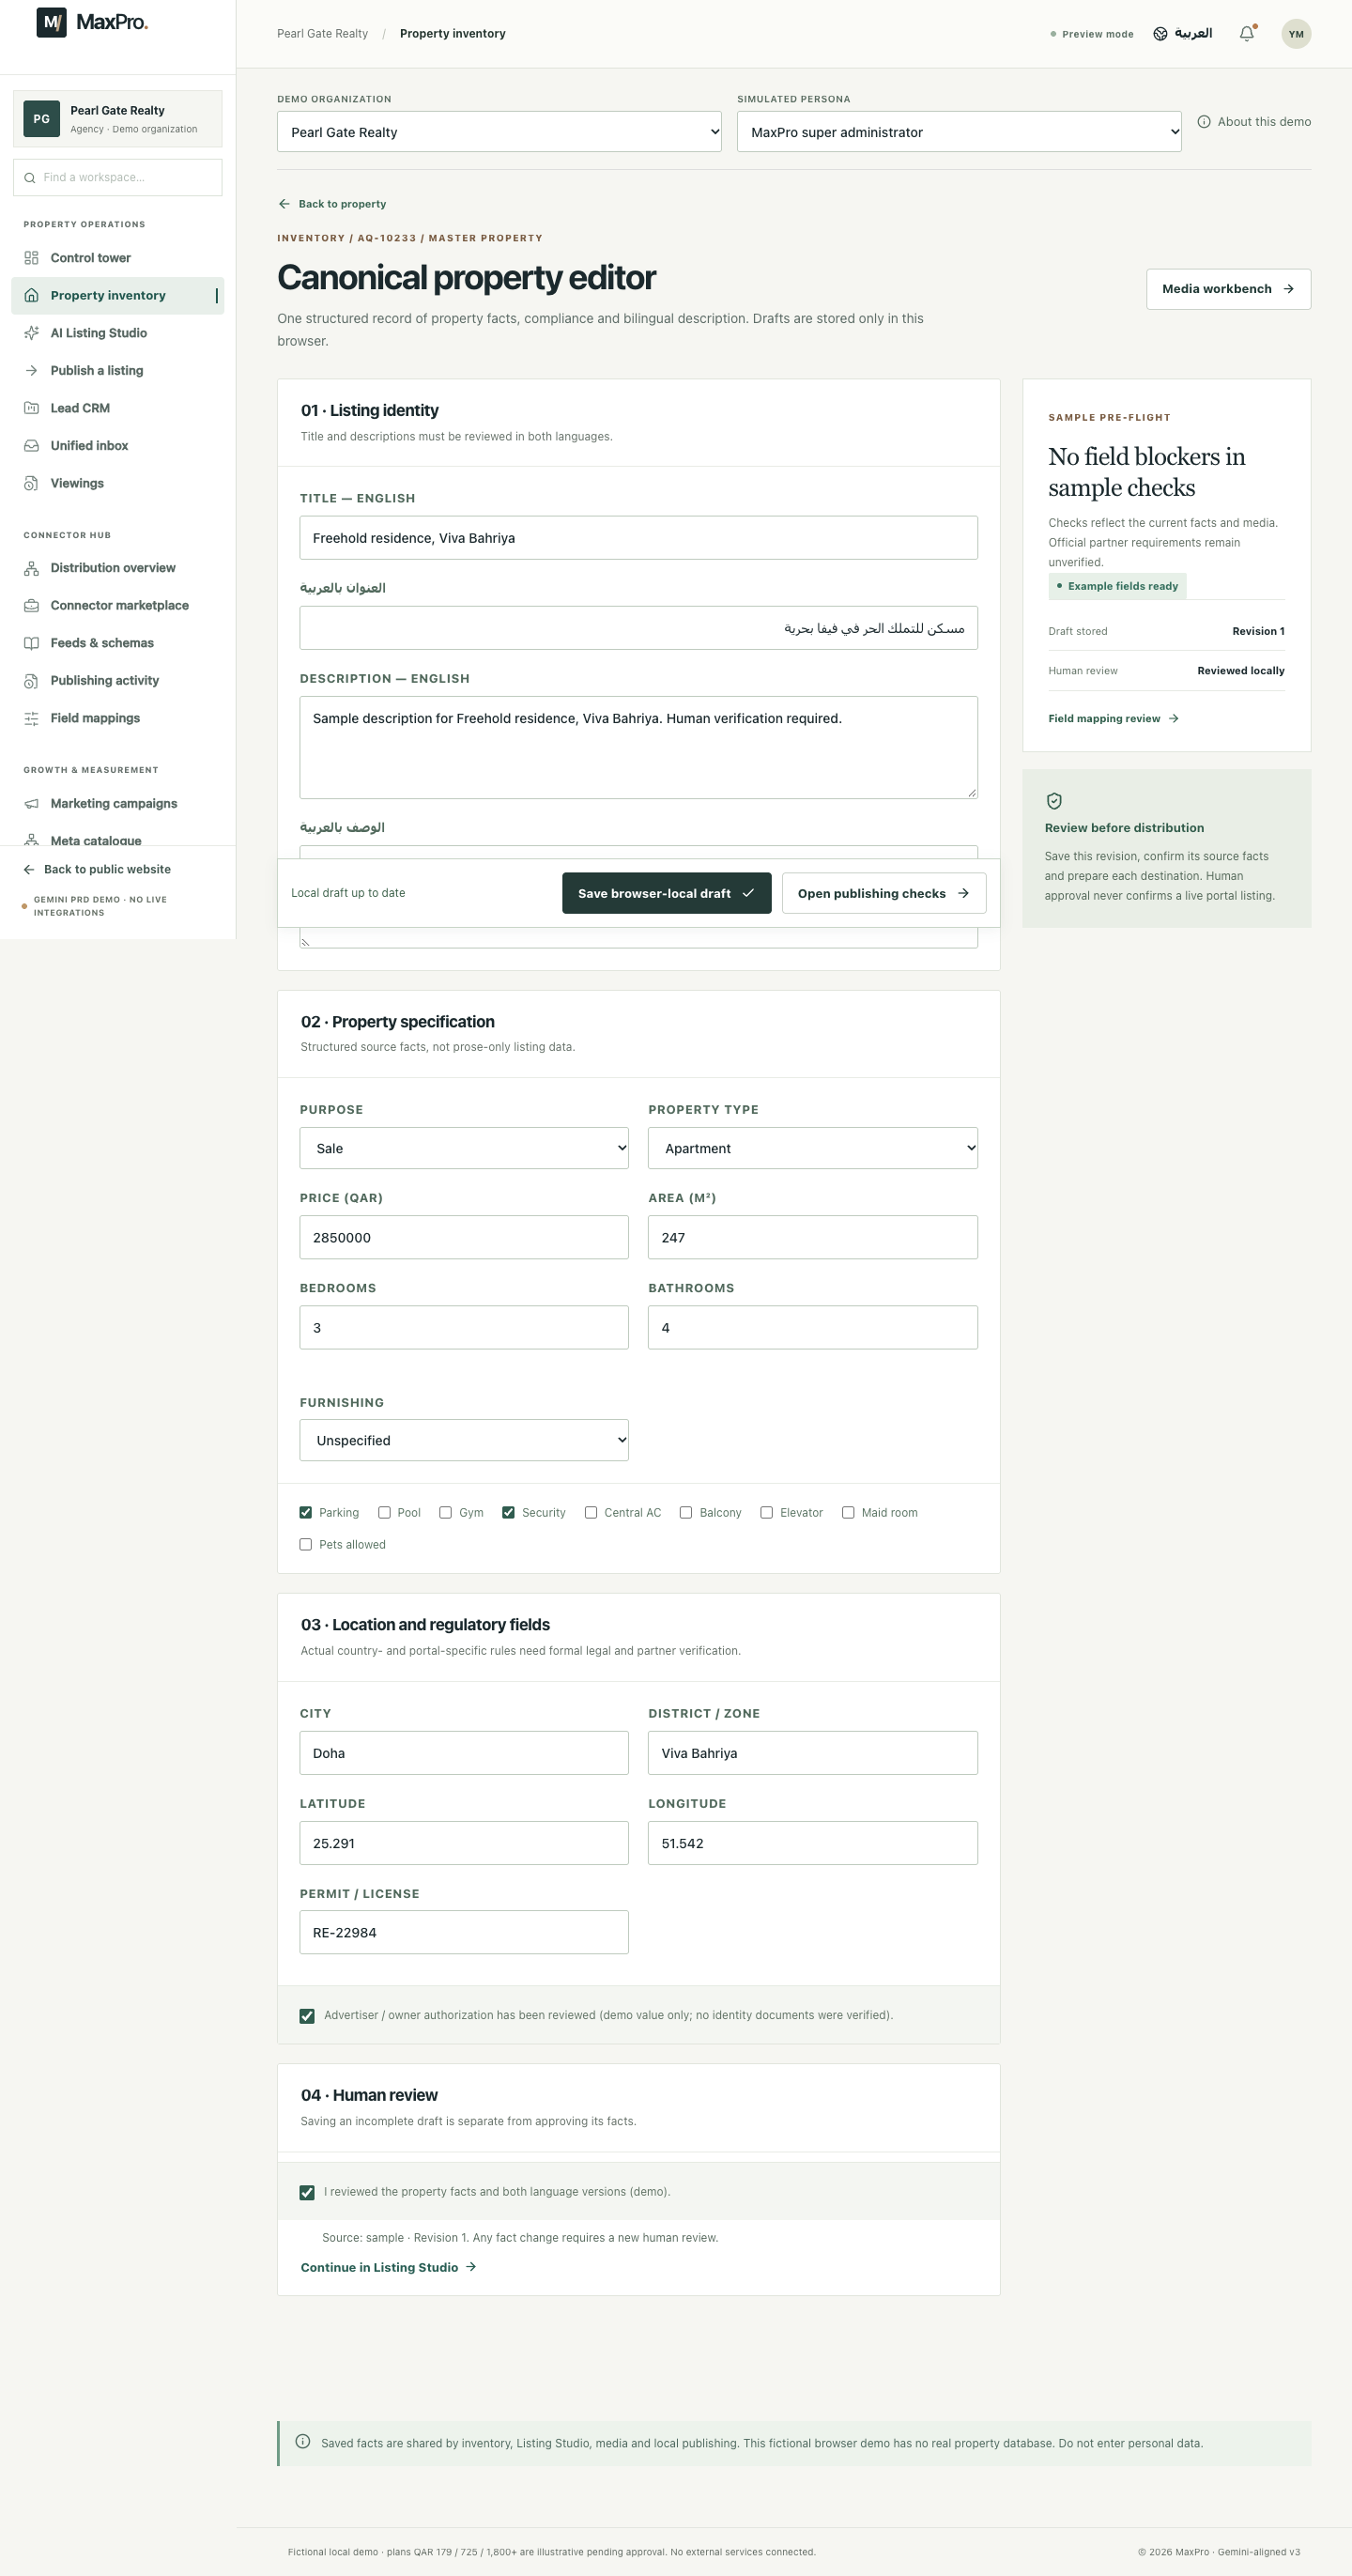 MaxPro.
Pearl Gate Realty / Property inventory
Preview mode
العربية
YM
PG
Pearl Gate Realty
Agency · Demo organization
Find a workspace...
PROPERTY OPERATIONS
Control tower
Property inventory
AI Listing Studio
Publish a listing
Lead CRM
Unified inbox
Viewings
CONNECTOR HUB
Distribution overview
Connector marketplace
Feeds & schemas
Publishing activity
Field mappings
GROWTH & MEASUREMENT
Marketing campaigns
Meta catalogue
Back to public website
GEMINI PRD DEMO · NO LIVE
INTEGRATIONS
DEMO ORGANIZATION
Pearl Gate Realty
SIMULATED PERSONA
MaxPro super administrator
About this demo
Back to property
INVENTORY / AQ-10233 / MASTER PROPERTY
Canonical property editor
One structured record of property facts, compliance and bilingual description. Drafts are stored only in this
browser.
Media workbench
01 · Listing identity
Title and descriptions must be reviewed in both languages.
TITLE — ENGLISH
Freehold residence, Viva Bahriya
العنوان بالعربية
مسكن للتملك الحر في فيفا بحرية
DESCRIPTION — ENGLISH
Sample description for Freehold residence, Viva Bahriya. Human verification required.
الوصف بالعربية
Local draft up to date
Save browser-local draft
Open publishing checks
SAMPLE PRE-FLIGHT
No field blockers in
sample checks
Checks reflect the current facts and media.
Official partner requirements remain
unverified.
Example fields ready
Draft stored Revision 1
Human review Reviewed locally
Field mapping review
Review before distribution
Save this revision, confirm its source facts
and prepare each destination. Human
approval never confirms a live portal listing.
02 · Property specification
Structured source facts, not prose-only listing data.
PURPOSE
Sale
PROPERTY TYPE
Apartment
PRICE (QAR)
2850000
AREA (M²)
247
BEDROOMS
3
BATHROOMS
4
FURNISHING
Unspecified
Parking Pool Gym Security Central AC Balcony Elevator Maid room
Pets allowed
03 · Location and regulatory fields
Actual country- and portal-specific rules need formal legal and partner verification.
CITY
Doha
DISTRICT / ZONE
Viva Bahriya
LATITUDE
25.291
LONGITUDE
51.542
PERMIT / LICENSE
RE-22984
Advertiser / owner authorization has been reviewed (demo value only; no identity documents were verified).
04 · Human review
Saving an incomplete draft is separate from approving its facts.
I reviewed the property facts and both language versions (demo).
Source: sample · Revision 1. Any fact change requires a new human review.
Continue in Listing Studio
Saved facts are shared by inventory, Listing Studio, media and local publishing. This fictional browser demo has no real property database. Do not enter personal data.
Fictional local demo · plans QAR 179 / 725 / 1,800+ are illustrative pending approval. No external services connected.
© 2026 MaxPro · Gemini-aligned v3